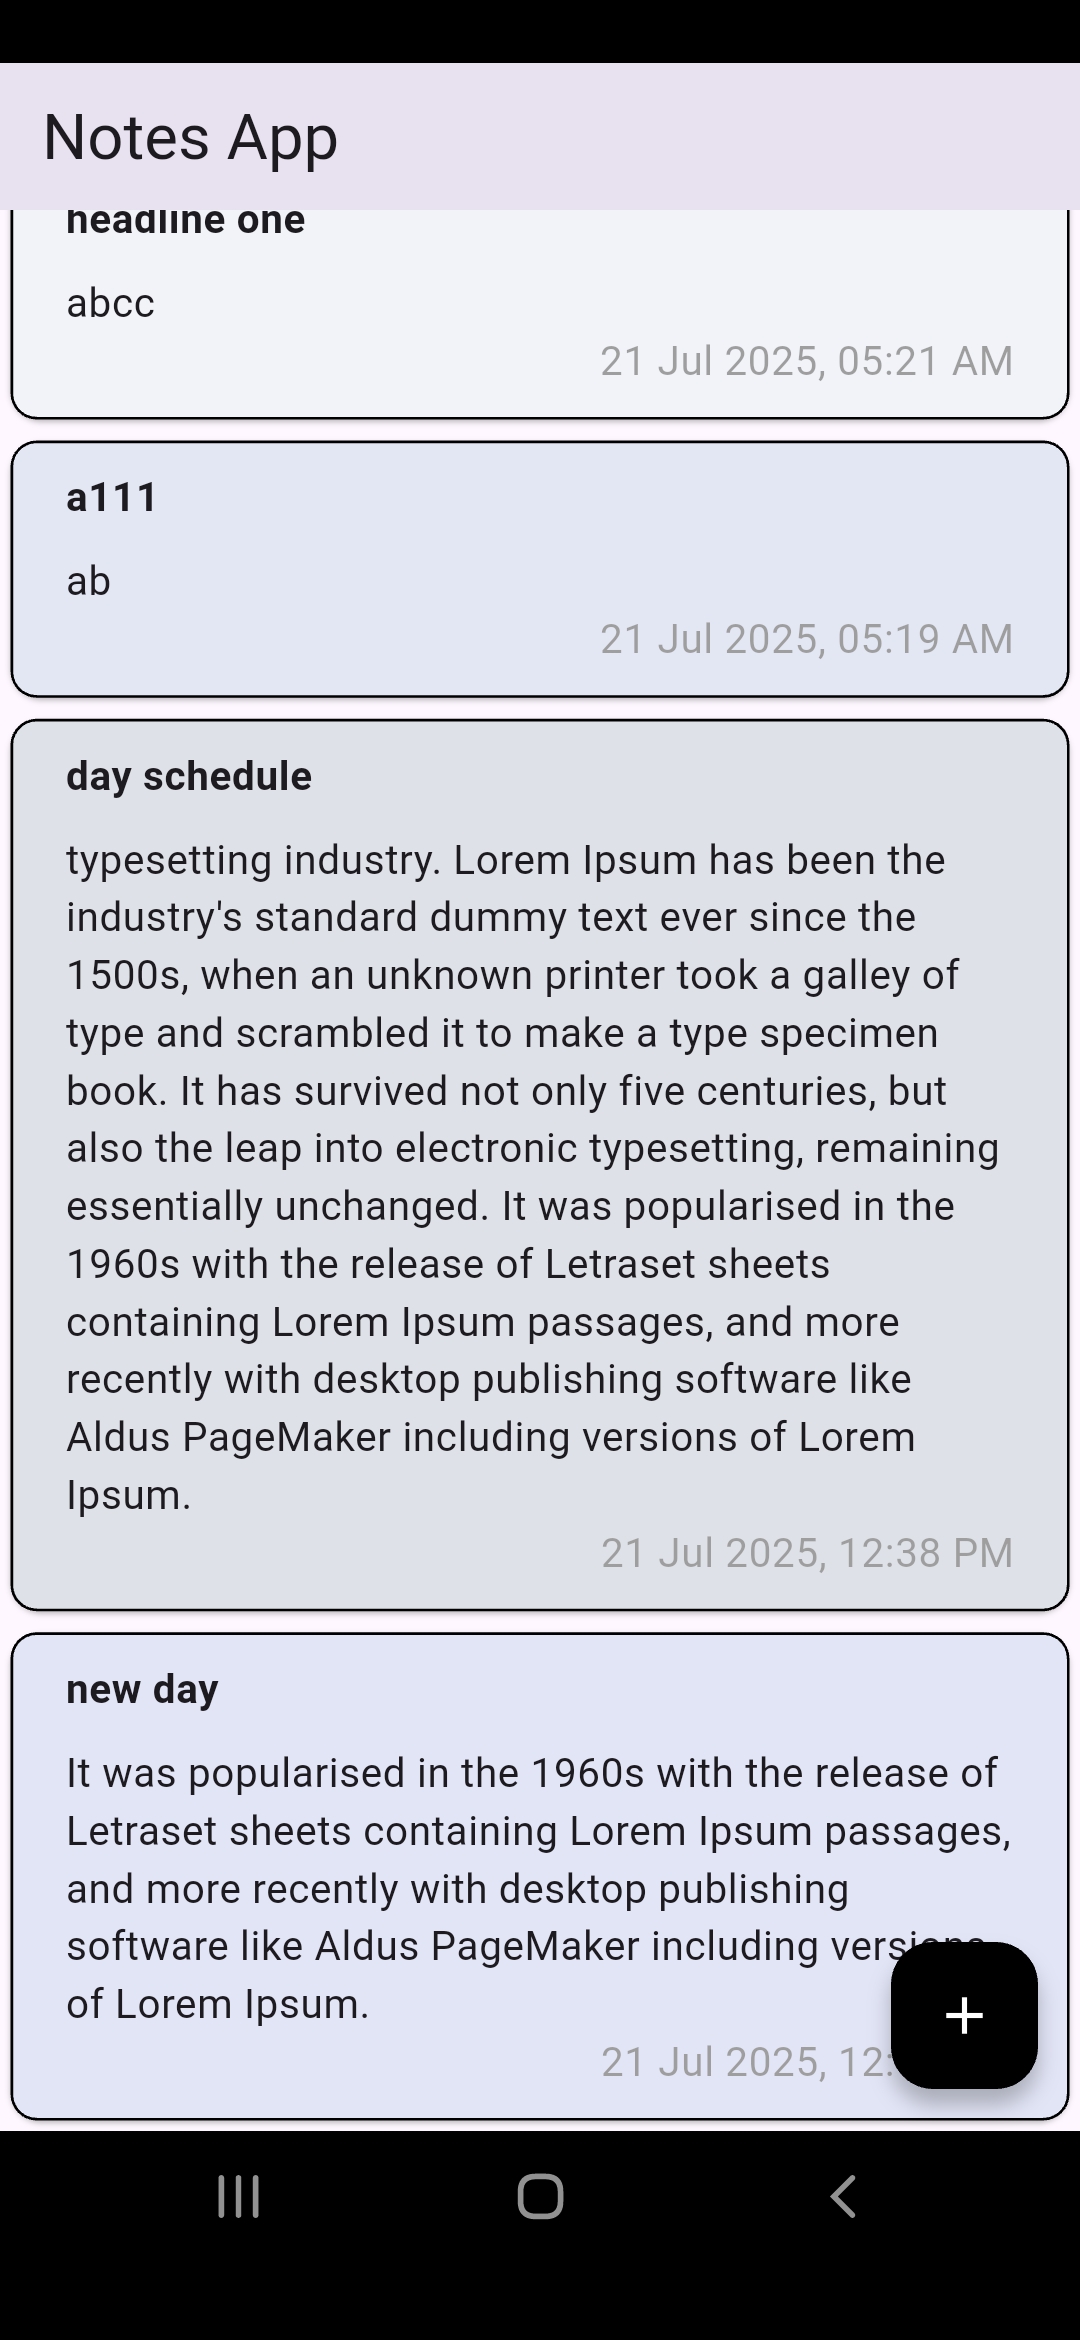 Notes App
headline one
abcc
21 Jul 2025, 05:21 AM
a111
ab
21 Jul 2025, 05:19 AM
day schedule
typesetting industry. Lorem Ipsum has been the
industry's standard dummy text ever since the
1500s, when an unknown printer took a galley of
type and scrambled it to make a type specimen
book. It has survived not only five centuries, but
also the leap into electronic typesetting, remaining
essentially unchanged. It was popularised in the
1960s with the release of Letraset sheets
containing Lorem Ipsum passages, and more
recently with desktop publishing software like
Aldus PageMaker including versions of Lorem
Ipsum.
21 Jul 2025, 12:38 PM
new day
It was popularised in the 1960s with the release of
Letraset sheets containing Lorem Ipsum passages,
and more recently with desktop publishing
software like Aldus PageMaker including versions
of Lorem Ipsum.
21 Jul 2025, 12: